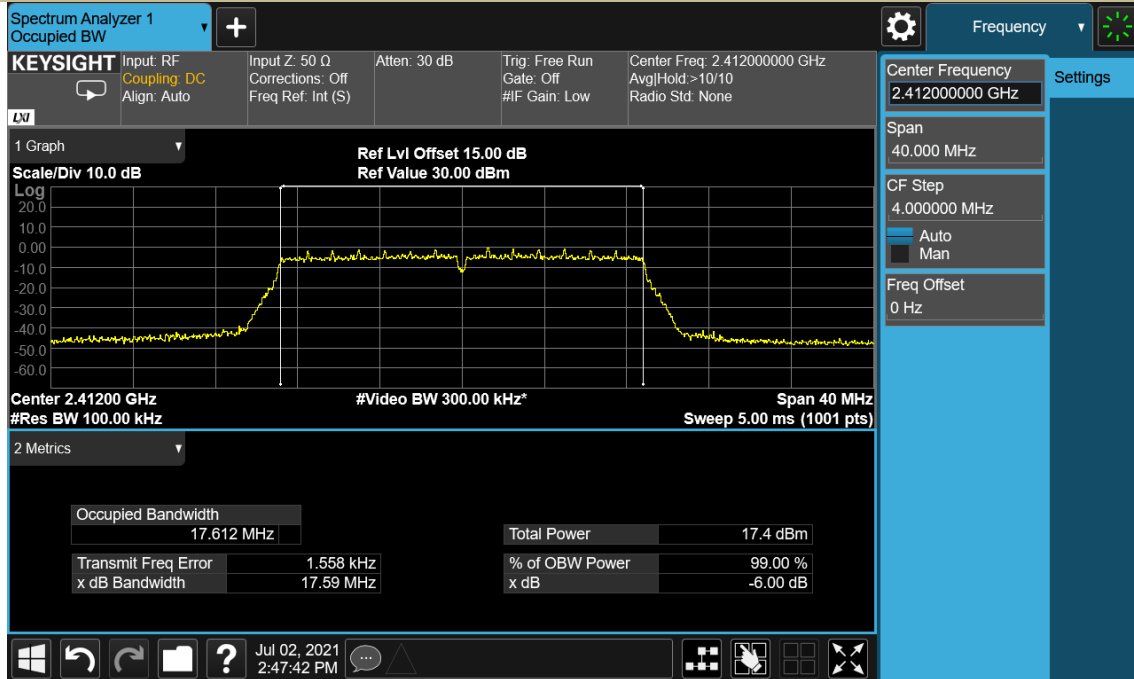 Spectrum Analyzer 1
Occupied BW
+
Frequency
KEYSIGHT
LXI
Input: RF
Coupling: DC
Align: Auto
Input Z: 50 Ω
Corrections: Off
Freq Ref: Int (S)
Atten: 30 dB
Trig: Free Run
Gate: Off
#IF Gain: Low
Center Freq: 2.412000000 GHz
Avg|Hold:>10/10
Radio Std: None
Center Frequency
2.412000000 GHz
Settings
Span
40.000 MHz
CF Step
4.000000 MHz
Auto
Man
Freq Offset
0 Hz
1 Graph
Scale/Div 10.0 dB
Ref Lvl Offset 15.00 dB
Ref Value 30.00 dBm
Log
20.0
10.0
0.00
-10.0
-20.0
-30.0
-40.0
-50.0
-60.0
Center 2.41200 GHz
#Video BW 300.00 kHz*
Span 40 MHz
#Res BW 100.00 kHz
Sweep 5.00 ms (1001 pts)
2 Metrics
Occupied Bandwidth
17.612 MHz
Total Power 17.4 dBm
Transmit Freq Error 1.558 kHz
% of OBW Power 99.00 %
x dB Bandwidth 17.59 MHz
x dB -6.00 dB
?
Jul 02, 2021
2:47:42 PM